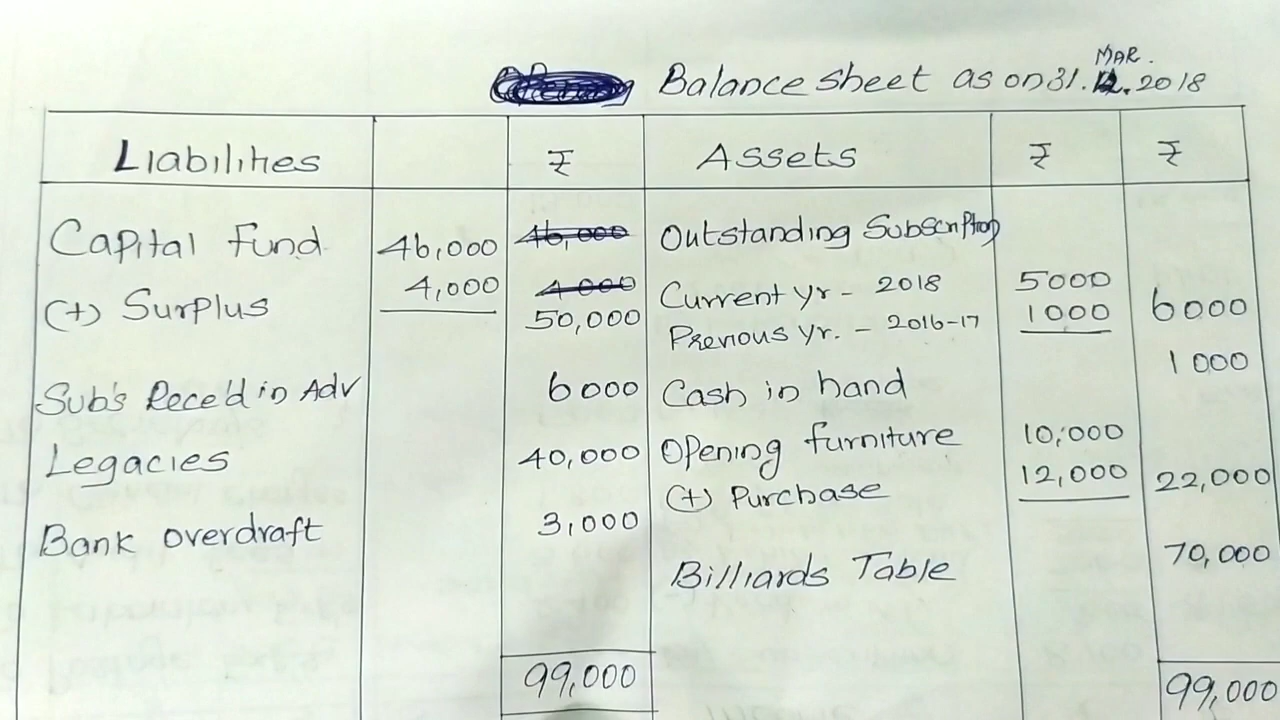 MAR.
Balance sheet as on 31. 2018
Liabilities ₹ Assets ₹ ₹
Capital Fund 46,000 46,000 Outstanding Subscription
(+) Surplus 4,000 4000 Current yr - 2018 5000
50,000 Previous yr. - 2016-17 1000 6000
Sub's Rece'd in Adv 6000 Cash in hand 1000
Legacies 40,000 Opening furniture 10,000
(+) Purchase 12,000 22,000
Bank overdraft 3,000
Billiards Table 70,000
99,000 99,000